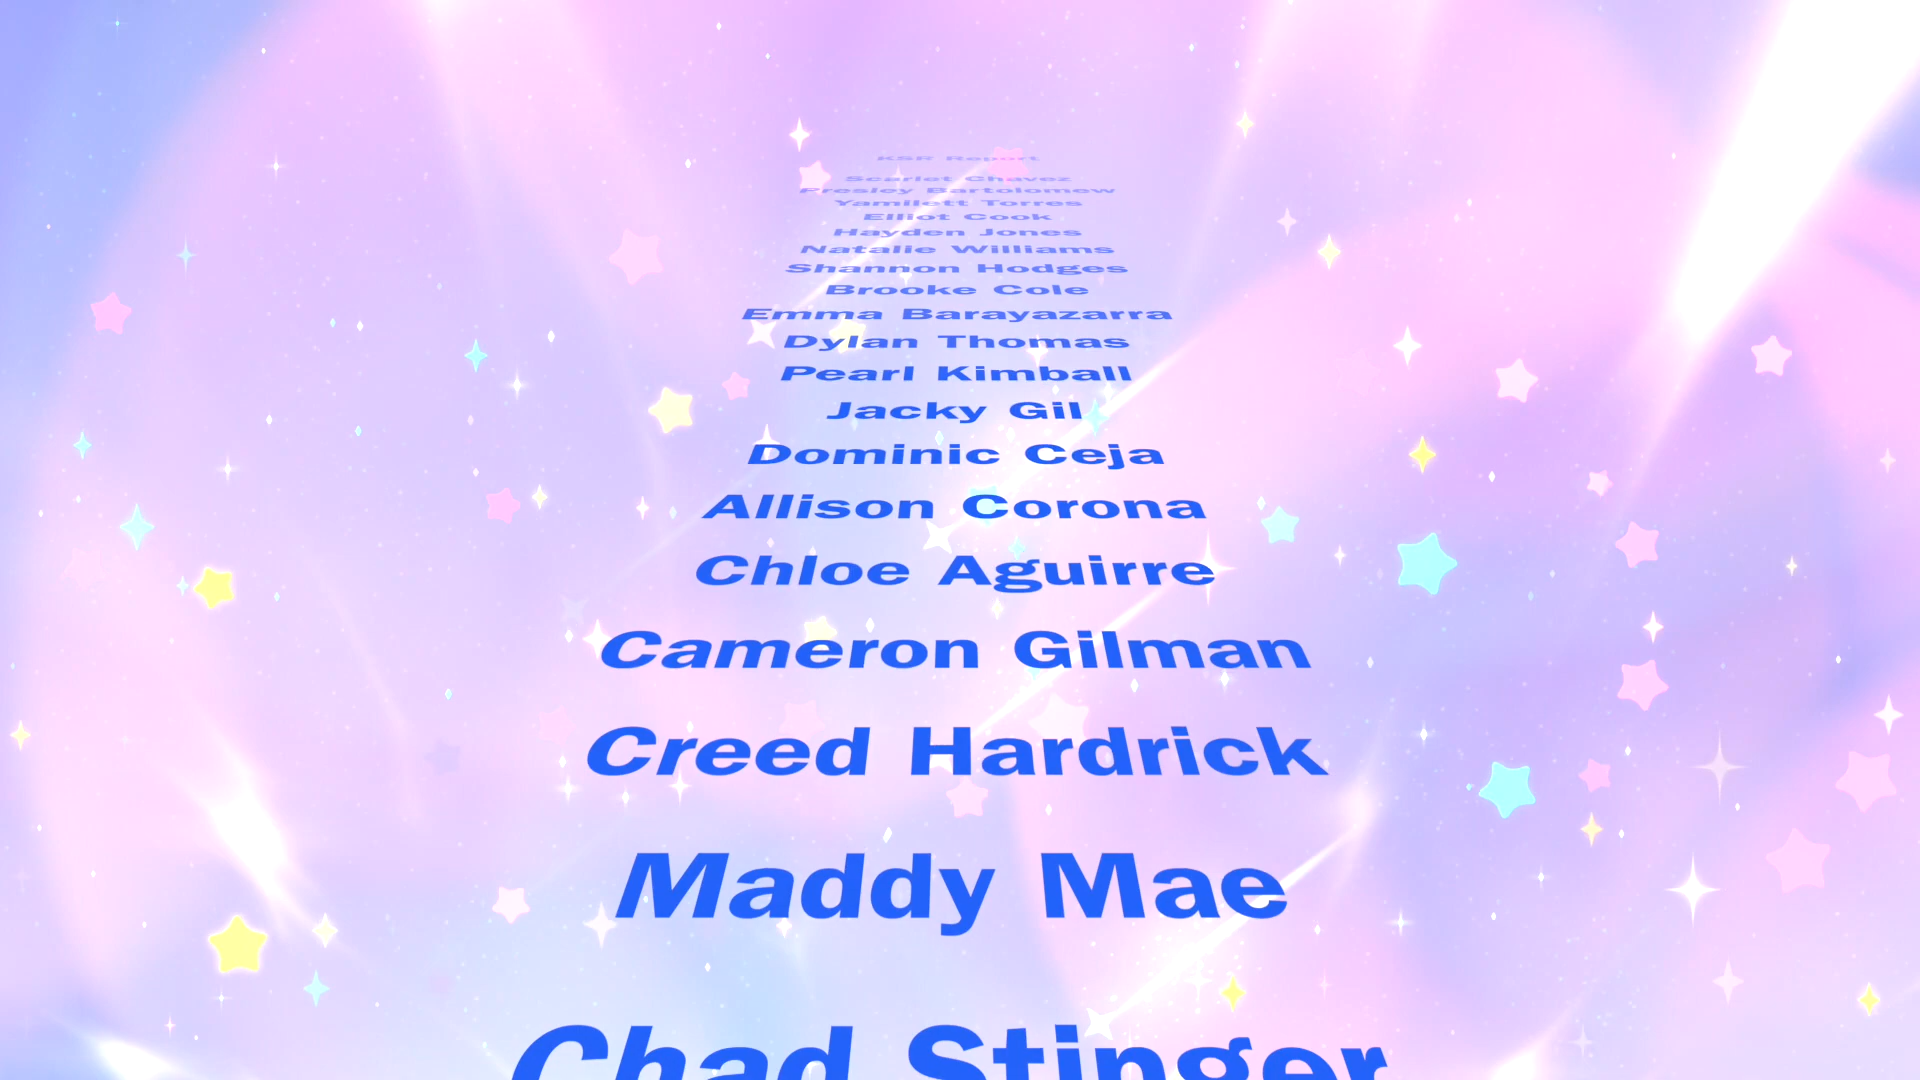 KSR Report
Scarlet Chavez
Presley Bartolomew
Yamilett Torres
Elliot Cook
Hayden Jones
Natalie Williams
Shannon Hodges
Brooke Cole
Emma Barayazarra
Dylan Thomas
Pearl Kimball
Jacky Gil
Dominic Ceja
Allison Corona
Chloe Aguirre
Cameron Gilman
Creed Hardrick
Maddy Mae
Chad Stinger